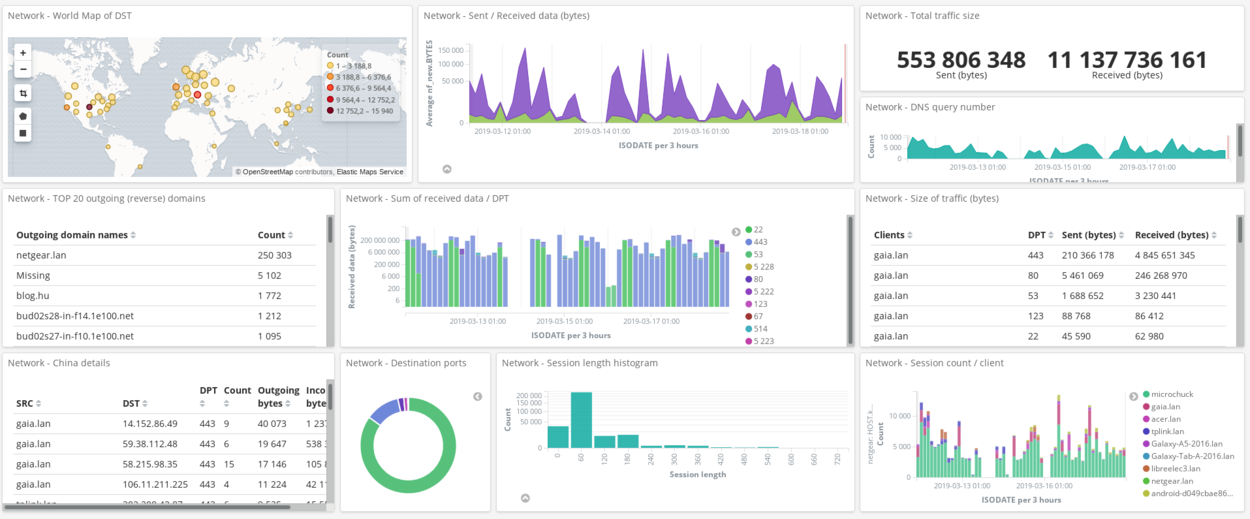 Network - World Map of DST
Count
1 – 3 188,8
3 188,8 – 6 376,6
6 376,6 – 9 564,4
9 564,4 – 12 752,2
12 752,2 – 15 940
© OpenStreetMap contributors, Elastic Maps Service
Network - Sent / Received data (bytes)
Average nf_new.BYTES
150 000
100 000
50 000
0
2019-03-12 01:00 2019-03-14 01:00 2019-03-16 01:00 2019-03-18 01:00
ISODATE per 3 hours
Network - Total traffic size
553 806 348 11 137 736 161
Sent (bytes) Received (bytes)
Network - DNS query number
Count
10 000
5 000
0
2019-03-13 01:00 2019-03-15 01:00 2019-03-17 01:00
ISODATE per 3 hours
Network - TOP 20 outgoing (reverse) domains
Outgoing domain names Count
netgear.lan 250 303
Missing 5 102
blog.hu 1 772
bud02s28-in-f14.1e100.net 1 212
bud02s27-in-f10.1e100.net 1 095
Network - Sum of received data / DPT
Received data (bytes)
200 000 000
200 000
20 000
6 000
200
6
2019-03-13 01:00 2019-03-15 01:00 2019-03-17 01:00
ISODATE per 3 hours
22
443
53
5 228
80
5 222
123
67
514
5 223
Network - Size of traffic (bytes)
Clients DPT Sent (bytes) Received (bytes)
gaia.lan 443 210 366 178 4 845 651 345
gaia.lan 80 5 461 069 246 268 970
gaia.lan 53 1 688 652 3 230 441
gaia.lan 123 88 768 86 412
gaia.lan 22 45 590 62 980
Network - China details
SRC DST DPT Count Outgoing bytes Inco byte
gaia.lan 14.152.86.49 443 9 40 073 1 237
gaia.lan 59.38.112.48 443 6 19 647 538
gaia.lan 58.215.98.35 443 15 17 146 105
gaia.lan 106.11.211.225 443 4 11 224 42 1
Network - Destination ports
Network - Session length histogram
Count
200 000
150 000
100 000
50 000
0
0 60 120 180 240 300 360 420 480 540 600 660 720
Session length
Network - Session count / client
netgear: HOST.k...
Count
10 000
5 000
0
2019-03-13 01:00 2019-03-16 01:00
ISODATE per 3 hours
microchuck
gaia.lan
acer.lan
tplink.lan
Galaxy-A5-2016.lan
Galaxy-Tab-A-2016.lan
libreelec3.lan
netgear.lan
android-d049cbae86...